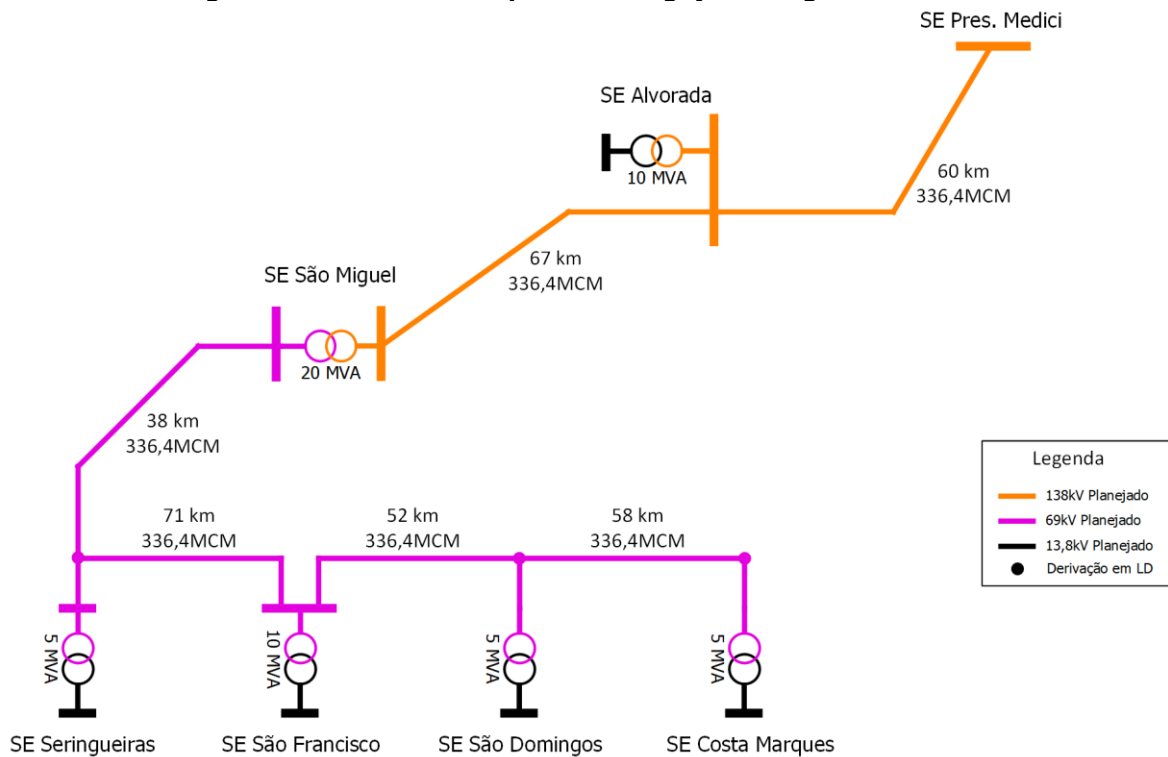 SE Pres. Medici
SE Alvorada
10 MVA
60 km
336,4MCM
67 km
336,4MCM
SE São Miguel
20 MVA
38 km
336,4MCM
71 km
336,4MCM
52 km
336,4MCM
58 km
336,4MCM
Legenda
138kV Planejado
69kV Planejado
13,8kV Planejado
Derivação em LD
5 MVA
10 MVA
5 MVA
5 MVA
SE Seringueiras
SE São Francisco
SE São Domingos
SE Costa Marques